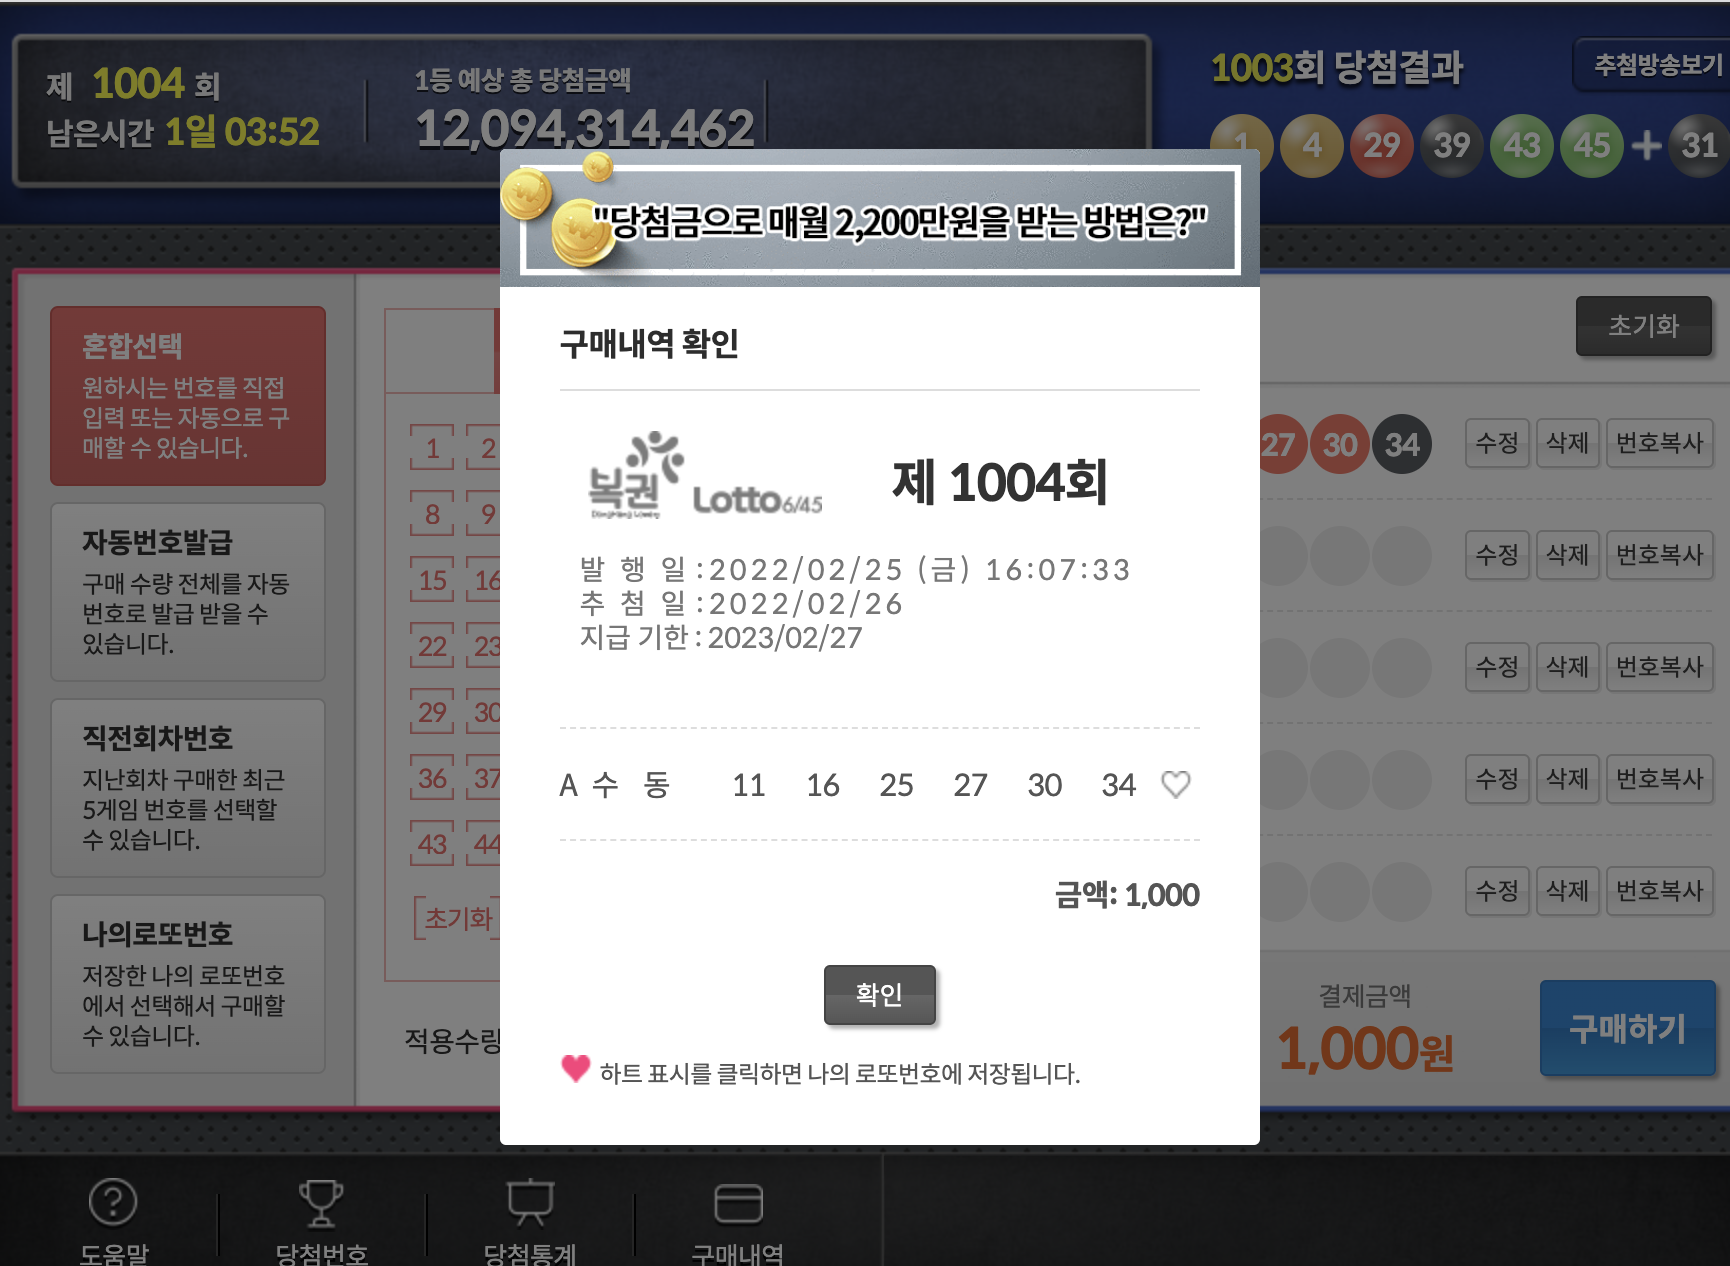 제 1004 회
남은시간 1일 03:52
1등 예상 총 당첨금액
12,094,314,462
1003회 당첨결과
추첨방송보기
1 4 29 39 43 45 + 31
"당첨금으로 매월 2,200만원을 받는 방법은?"
구매내역 확인
복권 Lotto 6/45
제 1004회
발 행 일 : 2022/02/25 (금) 16:07:33
추 첨 일 : 2022/02/26
지급 기한 : 2023/02/27
A 수 동 11 16 25 27 30 34
금액: 1,000
확인
하트 표시를 클릭하면 나의 로또번호에 저장됩니다.
혼합선택
원하시는 번호를 직접
입력 또는 자동으로 구
매할 수 있습니다.
자동번호발급
구매 수량 전체를 자동
번호로 발급 받을 수
있습니다.
직전회차번호
지난회차 구매한 최근
5게임 번호를 선택할
수 있습니다.
나의로또번호
저장한 나의 로또번호
에서 선택해서 구매할
수 있습니다.
1 2
8 9
15 16
22 23
29 30
36 37
43 44
초기화
적용수량
초기화
27 30 34 수정 삭제 번호복사
수정 삭제 번호복사
수정 삭제 번호복사
수정 삭제 번호복사
수정 삭제 번호복사
결제금액
1,000원
구매하기
도움말
당첨번호
당첨통계
구매내역